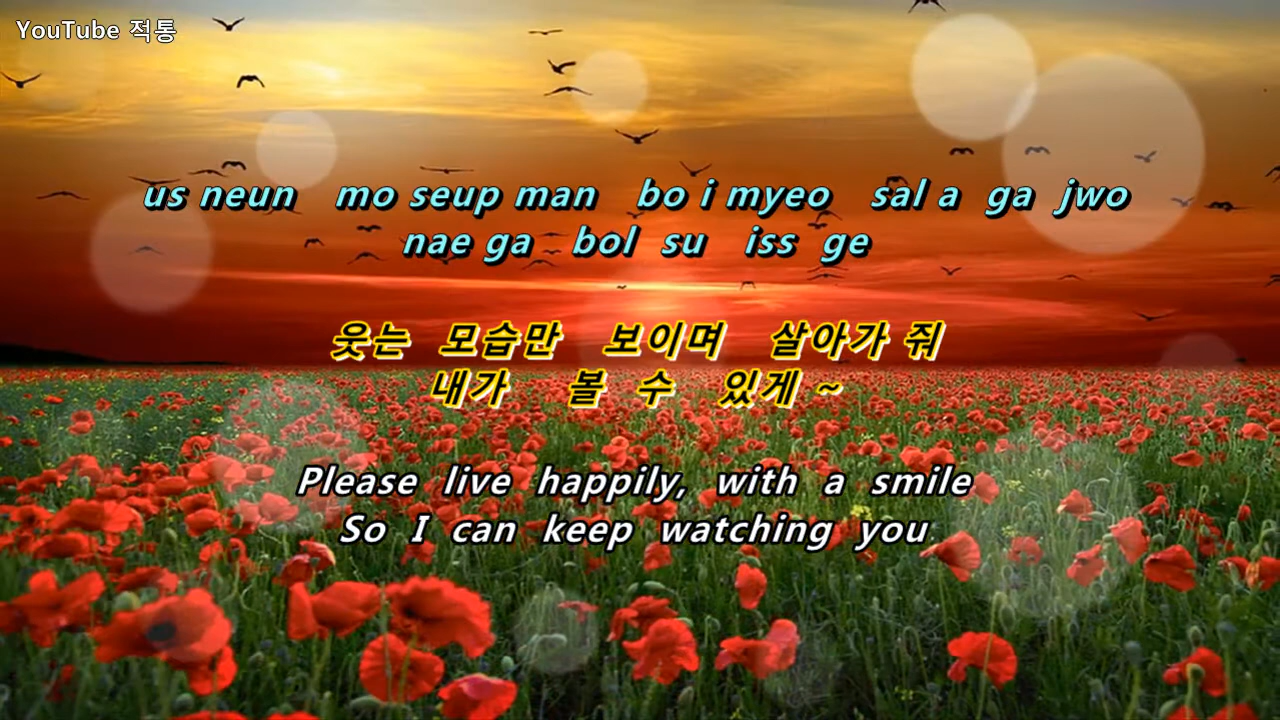 YouTube 적통
us neun mo seup man bo i myeo sal a ga jwo
nae ga bol su iss ge
웃는 모습만 보이며 살아가 줘
내가 볼 수 있게 ~
Please live happily, with a smile
So I can keep watching you